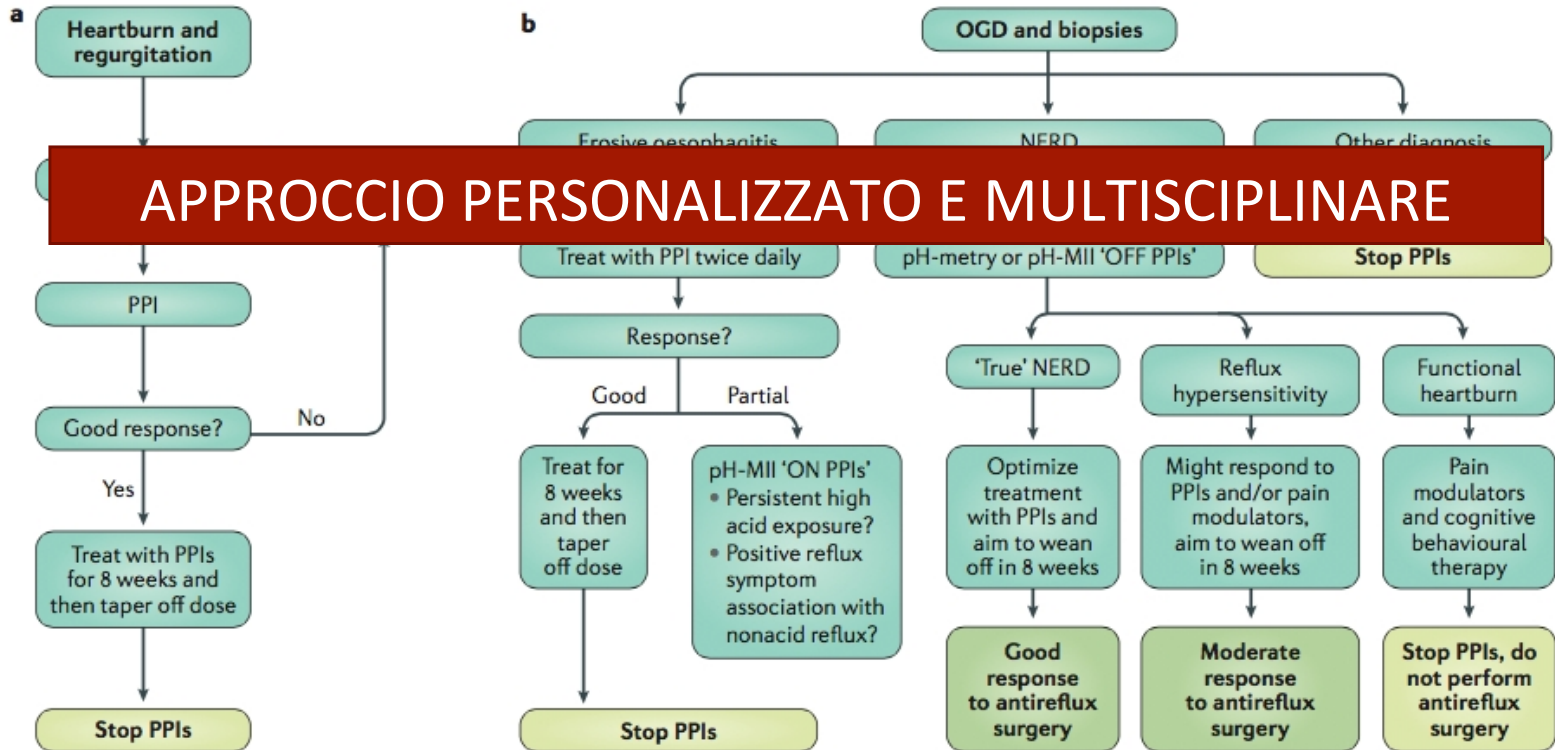 a
Heartburn and
regurgitation
b
OGD and biopsies
Erosive oesophagitis
NERD
Other diagnosis
APPROCCIO PERSONALIZZATO E MULTISCIPLINARE
Treat with PPI twice daily
pH-metry or pH-MII ‘OFF PPIs’
Stop PPIs
PPI
Response?
Good
Partial
‘True’ NERD
Reflux
hypersensitivity
Functional
heartburn
Good response?
No
Yes
Treat with PPIs
for 8 weeks and
then taper off dose
Stop PPIs
Treat for
8 weeks
and then
taper
off dose
Stop PPIs
pH-MII ‘ON PPIs’
• Persistent high
acid exposure?
• Positive reflux
symptom
association with
nonacid reflux?
Optimize
treatment
with PPIs and
aim to wean
off in 8 weeks
Good
response
to antireflux
surgery
Might respond to
PPIs and/or pain
modulators,
aim to wean off
in 8 weeks
Moderate
response
to antireflux
surgery
Pain
modulators
and cognitive
behavioural
therapy
Stop PPIs, do
not perform
antireflux
surgery